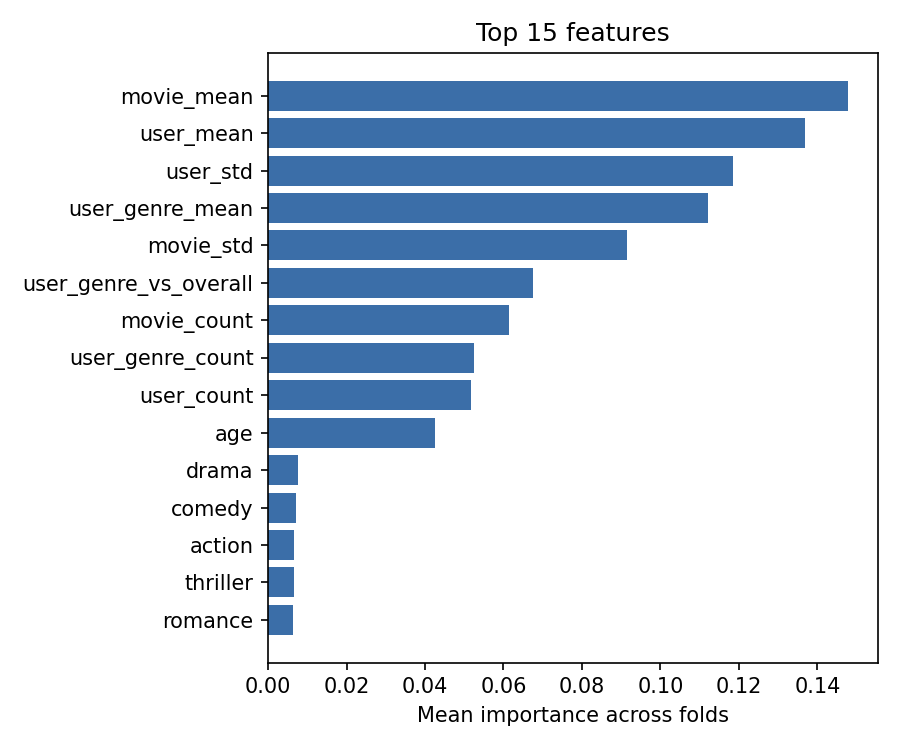 Top 15 features
movie_mean
user_mean
user_std
user_genre_mean
movie_std
user_genre_vs_overall
movie_count
user_genre_count
user_count
age
drama
comedy
action
thriller
romance
0.00 0.02 0.04 0.06 0.08 0.10 0.12 0.14
Mean importance across folds